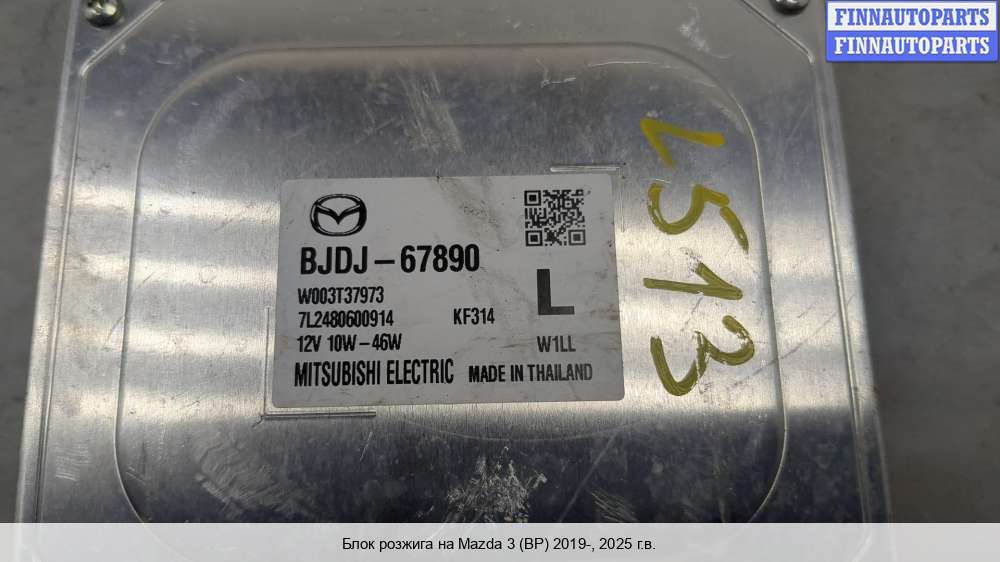 FINNAUTOPARTS
FINNAUTOPARTS
L513
BJDJ-67890
W003T37973
L
7L2480600914 KF314
12V 10W-46W W1LL
MITSUBISHI ELECTRIC MADE IN THAILAND
Блок розжига на Mazda 3 (BP) 2019-, 2025 г.в.